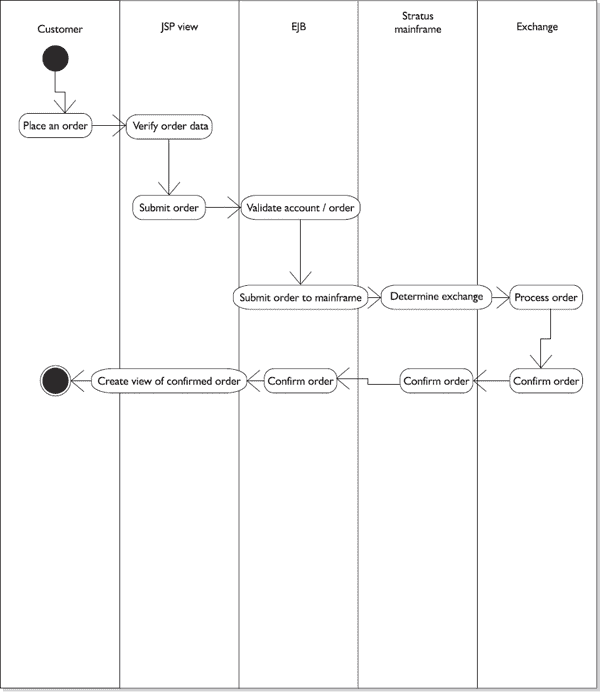 Customer
JSP view
EJB
Stratus
mainframe
Exchange
Place an order
Verify order data
Submit order
Validate account / order
Submit order to mainframe
Determine exchange
Process order
Create view of confirmed order
Confirm order
Confirm order
Confirm order